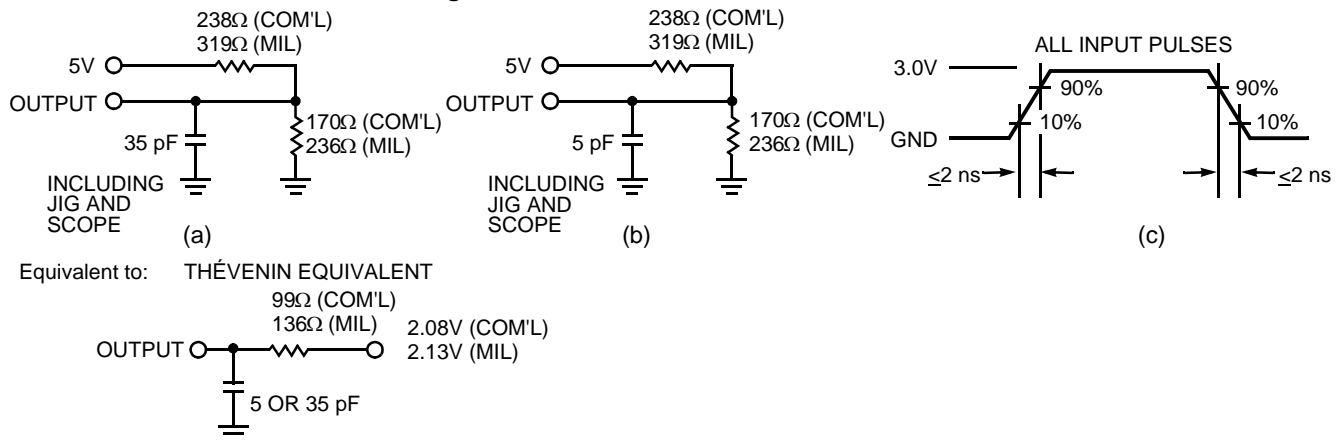 238Ω (COM'L)
319Ω (MIL)
5V
OUTPUT
35 pF
170Ω (COM'L)
236Ω (MIL)
INCLUDING
JIG AND
SCOPE
(a)
238Ω (COM'L)
319Ω (MIL)
5V
OUTPUT
5 pF
170Ω (COM'L)
236Ω (MIL)
INCLUDING
JIG AND
SCOPE
(b)
ALL INPUT PULSES
3.0V
90%
90%
10%
10%
GND
≤2 ns
≤2 ns
(c)
Equivalent to: THÉVENIN EQUIVALENT
99Ω (COM'L)
136Ω (MIL)
2.08V (COM'L)
2.13V (MIL)
OUTPUT
5 OR 35 pF